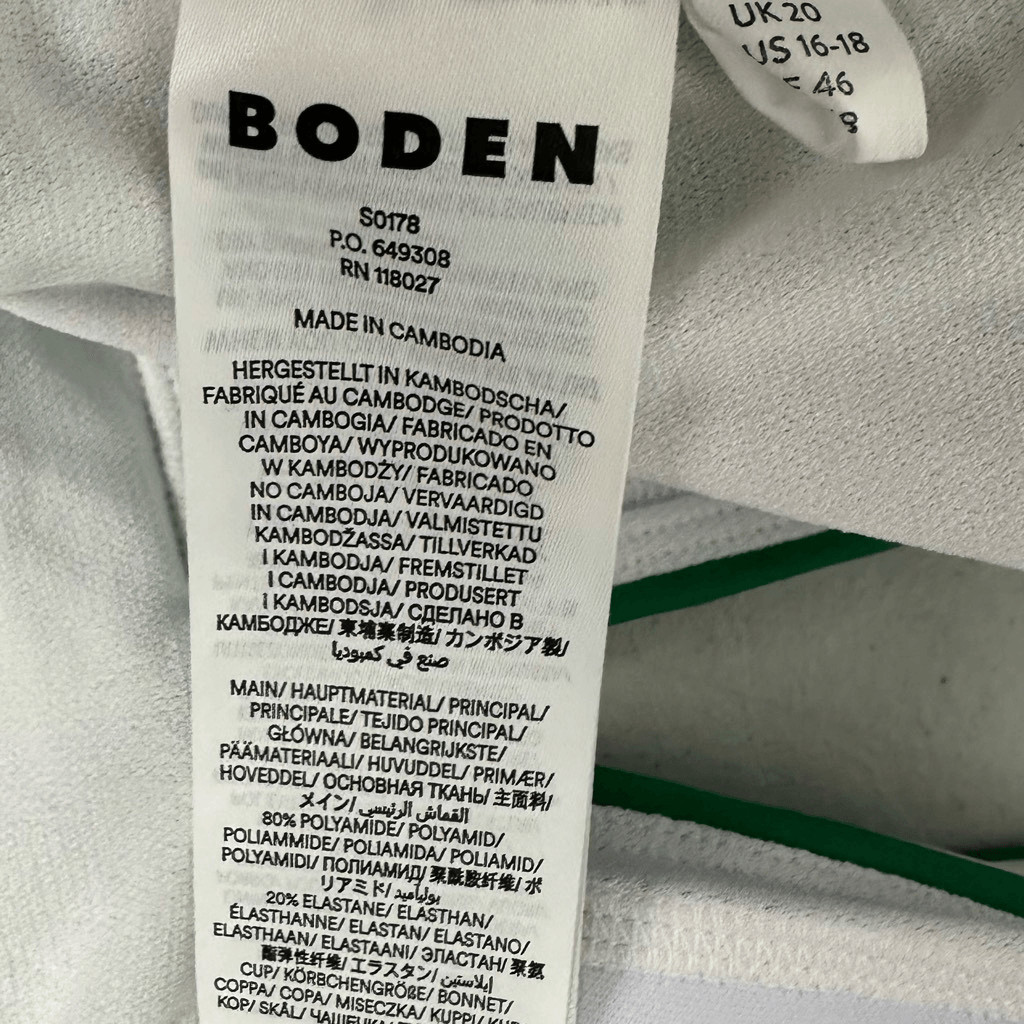 UK 20
US 16-18
46
BODEN
S0178
P.O. 649308
RN 118027
MADE IN CAMBODIA
HERGESTELLT IN KAMBODSCHA/
FABRIQUÉ AU CAMBODGE/ PRODOTTO
IN CAMBOGIA/ FABRICADO EN
CAMBOYA/ WYPRODUKOWANO
W KAMBODŻY/ FABRICADO
NO CAMBOJA/ VERVAARDIGD
IN CAMBODJA/ VALMISTETTU
KAMBODŽASSA/ TILLVERKAD
I KAMBODJA/ FREMSTILLET
I CAMBODJA/ PRODUSERT
I KAMBODSJA/ СДЕЛАНО В
КАМБОДЖЕ/ 柬埔寨制造/ カンボジア製/
صنع في كمبوديا
MAIN/ HAUPTMATERIAL/ PRINCIPAL/
PRINCIPALE/ TEJIDO PRINCIPAL/
GŁÓWNA/ BELANGRIJKSTE/
PÄÄMATERIAALI/ HUVUDDEL/ PRIMÆR/
HOVEDDEL/ ОСНОВНАЯ ТКАНЬ/ 主面料/
メイン/ القماش الرئيسي/
80% POLYAMIDE/ POLYAMID/
POLIAMMIDE/ POLIAMIDA/ POLIAMID/
POLYAMIDI/ ПОЛИАМИД/ 聚酰胺纤维/ ポ
リアミド/ بولياميد/
20% ELASTANE/ ELASTHAN/
ÉLASTHANNE/ ELASTAN/ ELASTANO/
ELASTHAAN/ ELASTAANI/ ЭЛАСТАН/ 聚氨
酯弹性纤维/ エラスタン/ إيلاستين/
CUP/ KÖRBCHENGRÖßE/ BONNET/
COPPA/ COPA/ MISECZKA/ KUPPI/
KOP/ SKÅL/